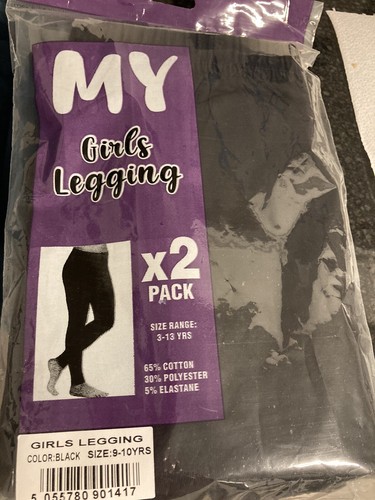 MY
Girls
Legging
x2
PACK
SIZE RANGE:
3-13 YRS
65% COTTON
30% POLYESTER
5% ELASTANE
GIRLS LEGGING
COLOR:BLACK SIZE:9-10YRS
5 055780 901417